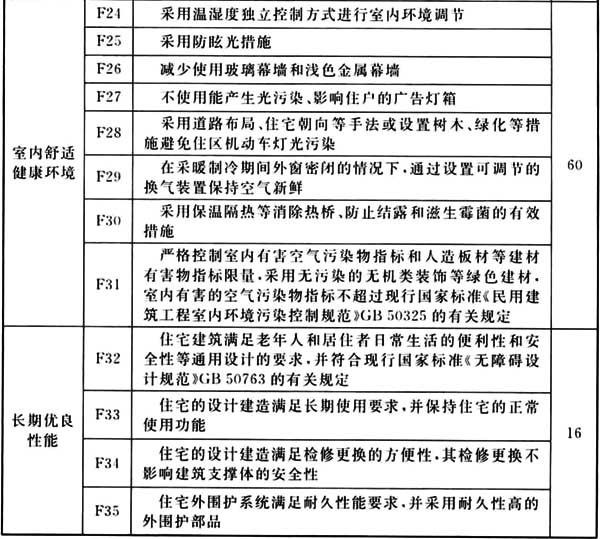 F24 采用温湿度独立控制方式进行室内环境调节
F25 采用防眩光措施
F26 减少使用玻璃幕墙和浅色金属幕墙
F27 不使用能产生光污染、影响住户的广告灯箱
室内舒适
健康环境
F28 采用道路布局、住宅朝向等手法或设置树木、绿化等措
施避免住区机动车灯光污染
60
F29 在采暖制冷期间外窗密闭的情况下,通过设置可调节的
换气装置保持空气新鲜
F30 采用保温隔热等消除热桥、防止结露和滋生霉菌的有效
措施
F31 严格控制室内有害空气污染物指标和人造板材等建材
有害物指标限量,采用无污染的无机类装饰等绿色建材,
室内有害的空气污染物指标不超过现行国家标准《民用建
筑工程室内环境污染控制规范》GB 50325 的有关规定
长期优良
性能
F32 住宅建筑满足老年人和居住者日常生活的便利性和安
全性等通用设计的要求,并符合现行国家标准《无障碍设
计规范》GB 50763 的有关规定
16
F33 住宅的设计建造满足长期使用要求,并保持住宅的正常
使用功能
F34 住宅的设计建造满足检修更换的方便性,其检修更换不
影响建筑支撑体的安全性
F35 住宅外围护系统满足耐久性能要求,并采用耐久性高的
外围护部品